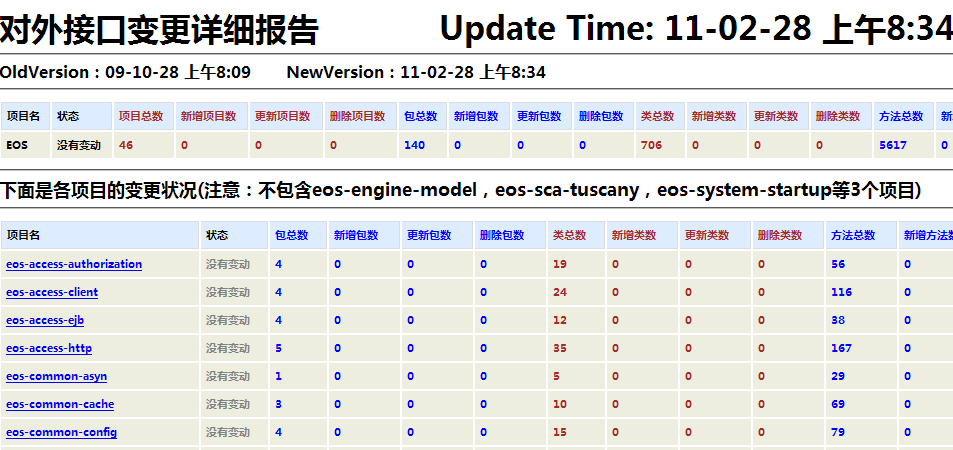 对外接口变更详细报告 Update Time: 11-02-28 上午8:34
OldVersion : 09-10-28 上午8:09 NewVersion : 11-02-28 上午8:34
项目名 状态 项目总数 新增项目数 更新项目数 删除项目数 包总数 新增包数 更新包数 删除包数 类总数 新增类数 更新类数 删除类数 方法总数 新
EOS 没有变动 46 0 0 0 140 0 0 0 706 0 0 0 5617 0
下面是各项目的变更状况(注意：不包含eos-engine-model，eos-sca-tuscany，eos-system-startup等3个项目)
项目名 状态 包总数 新增包数 更新包数 删除包数 类总数 新增类数 更新类数 删除类数 方法总数 新增方法数
eos-access-authorization 没有变动 4 0 0 0 19 0 0 0 56 0
eos-access-client 没有变动 4 0 0 0 24 0 0 0 116 0
eos-access-ejb 没有变动 4 0 0 0 12 0 0 0 38 0
eos-access-http 没有变动 5 0 0 0 35 0 0 0 167 0
eos-common-asyn 没有变动 1 0 0 0 5 0 0 0 29 0
eos-common-cache 没有变动 3 0 0 0 10 0 0 0 69 0
eos-common-config 没有变动 4 0 0 0 15 0 0 0 79 0